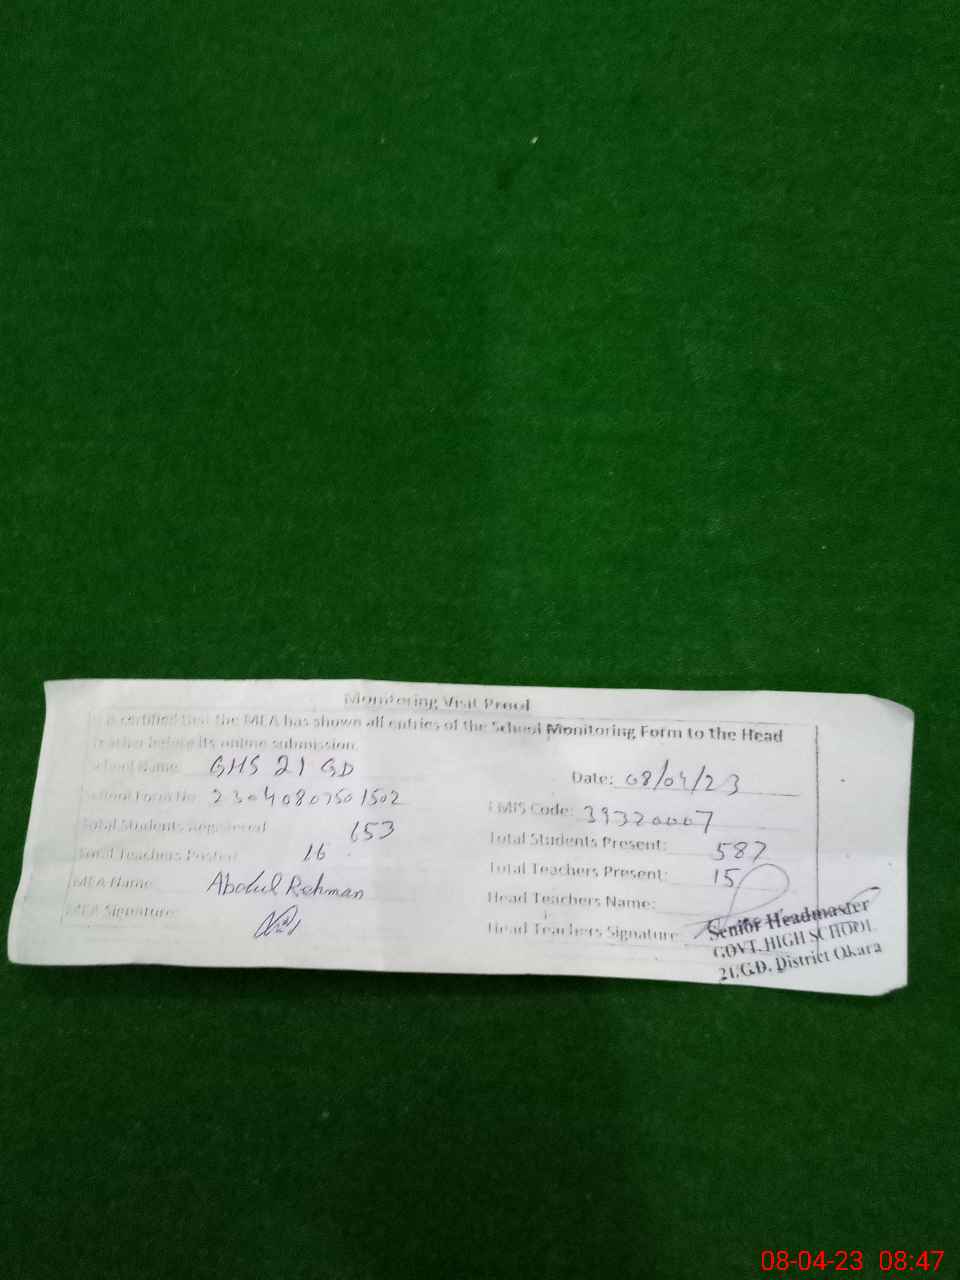 Monitoring Visit Proof
It is certified that the MEA has shown all entries of the School Monitoring Form to the Head
Teacher before its online submission.
School Name: GHS 21 GD
Date: 08/04/23
School Form No: 2304080750 1502
EMIS Code: 39320007
Total Students Registered 653
Total Students Present: 587
Total Teachers Posted 16
Total Teachers Present: 15
MEA Name: Abdul Rehman
Head Teachers Name:
MEA Signature:
Head Teachers Signature
Senior Headmaster
GOVT. HIGH SCHOOL
21.G.D. District Okara
08-04-23 08:47